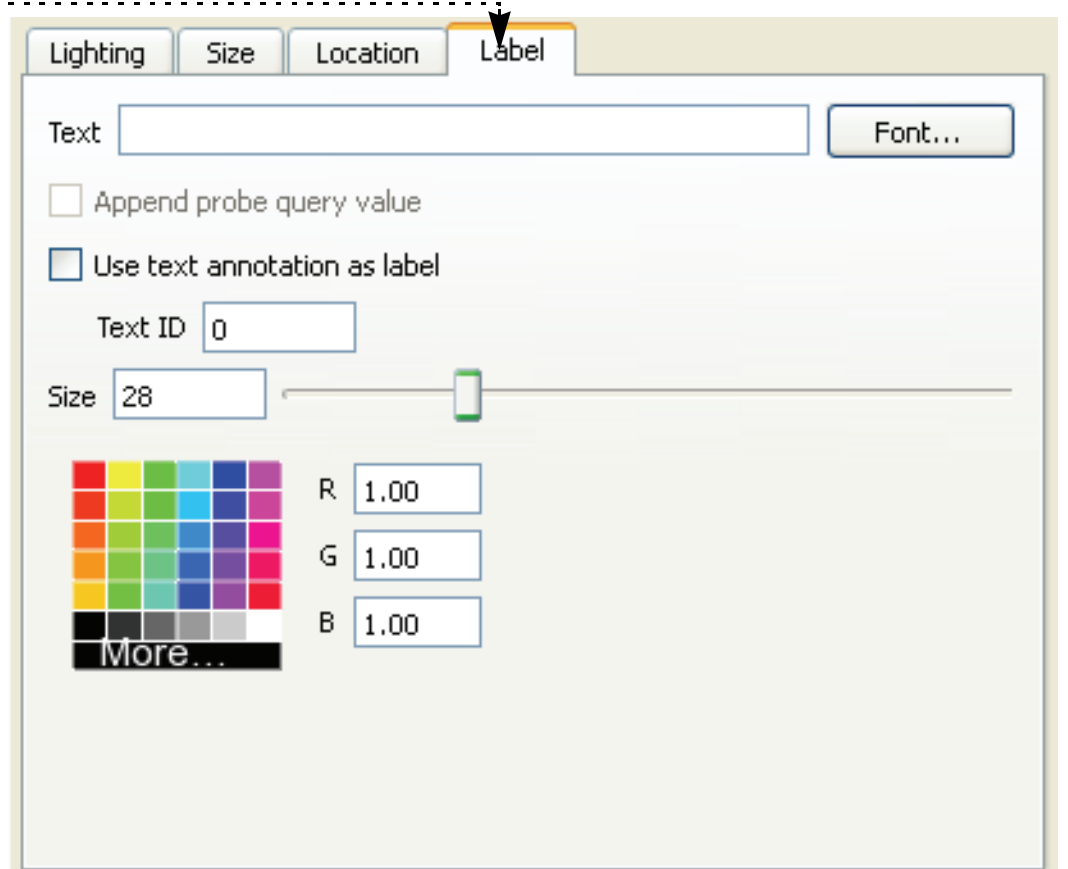 Lighting Size Location Label
Text Font...
Append probe query value
Use text annotation as label
Text ID 0
Size 28
R 1.00
G 1.00
B 1.00
More...